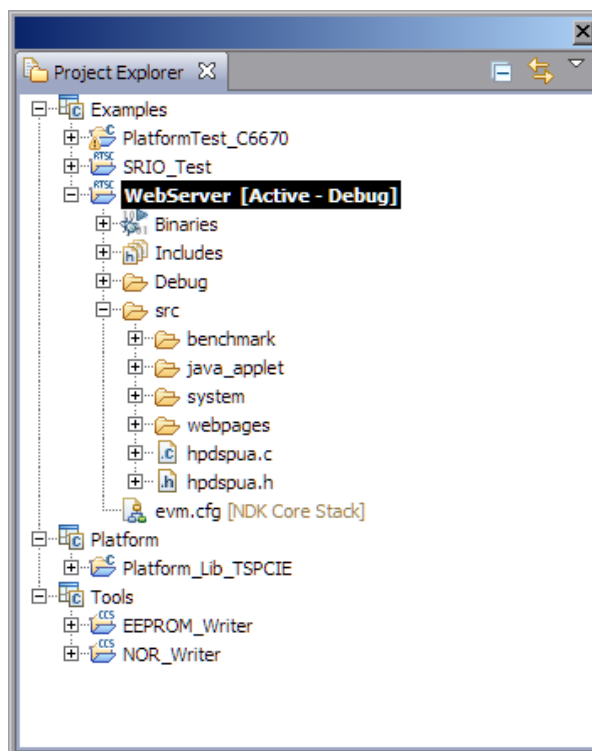 Project Explorer
Examples
PlatformTest_C6670
SRIO_Test
WebServer [Active - Debug]
Binaries
Includes
Debug
src
benchmark
java_applet
system
webpages
hpdspua.c
hpdspua.h
evm.cfg [NDK Core Stack]
Platform
Platform_Lib_TSPCIE
Tools
EEPROM_Writer
NOR_Writer